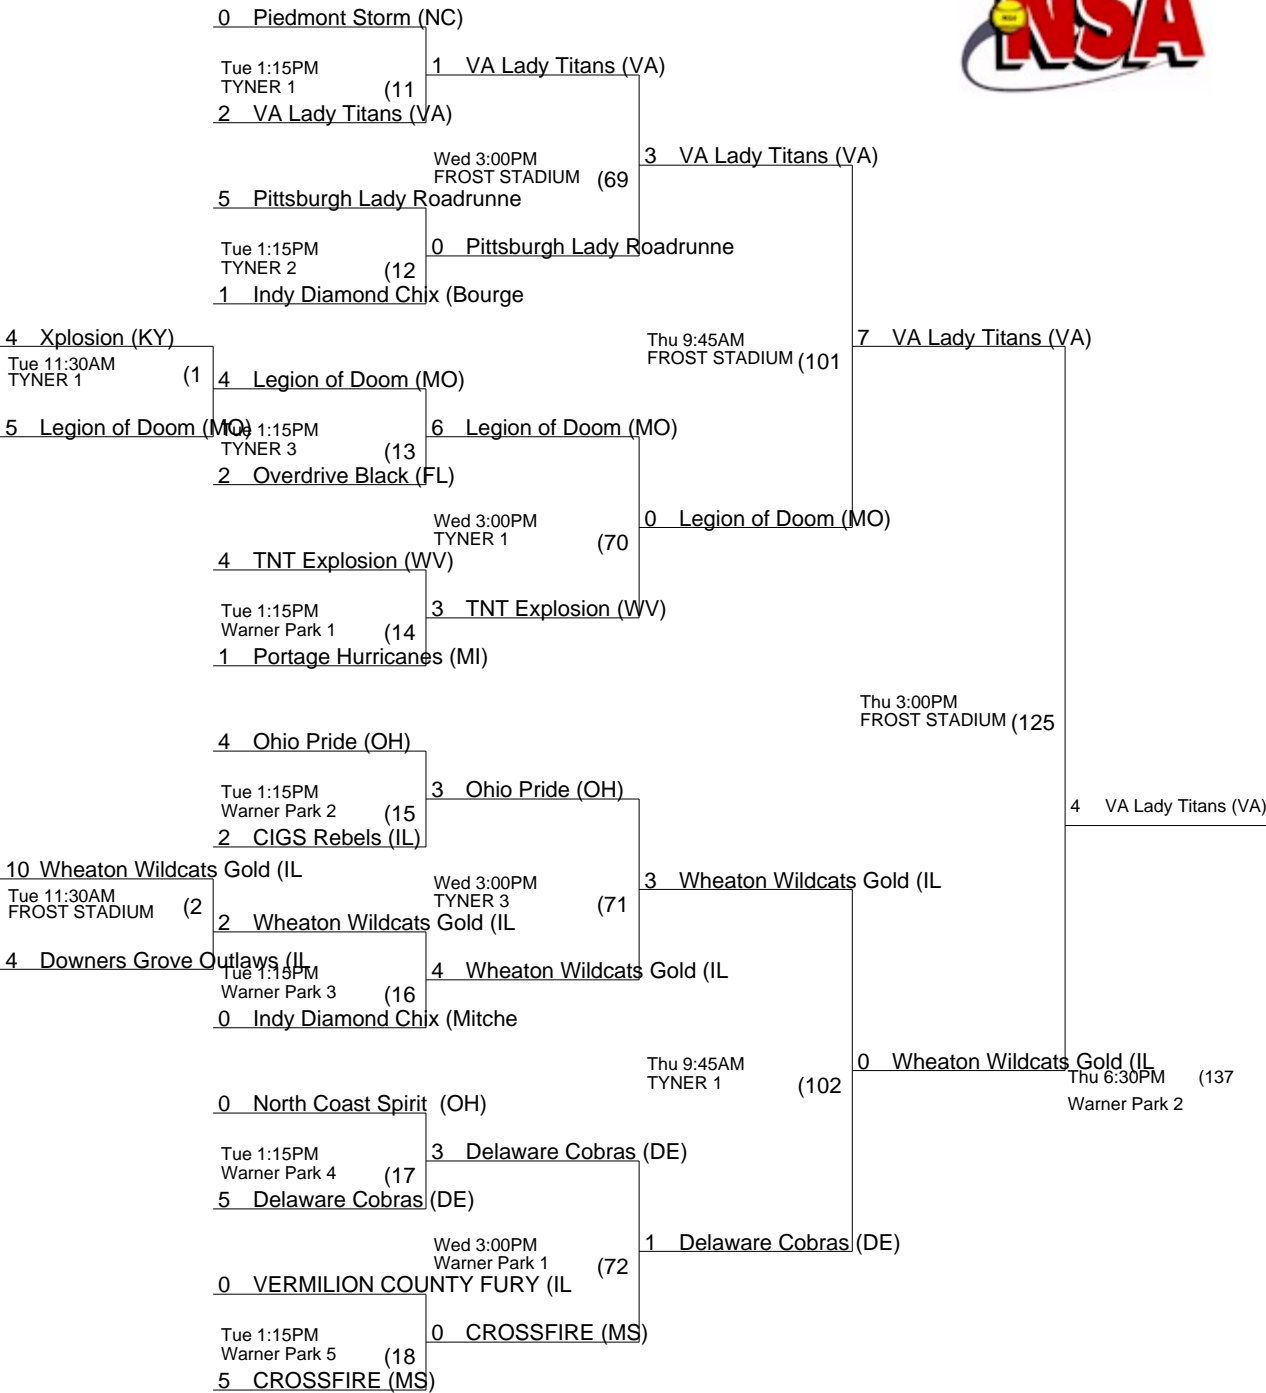 NSA
0 Piedmont Storm (NC)
Tue 1:15PM
TYNER 1 (11
1 VA Lady Titans (VA)
2 VA Lady Titans (VA)
Wed 3:00PM
FROST STADIUM (69
3 VA Lady Titans (VA)
5 Pittsburgh Lady Roadrunne
Tue 1:15PM
TYNER 2 (12
0 Pittsburgh Lady Roadrunne
1 Indy Diamond Chix (Bourge
4 Xplosion (KY)
Tue 11:30AM
TYNER 1 (1
Thu 9:45AM
FROST STADIUM (101
7 VA Lady Titans (VA)
4 Legion of Doom (MO)
5 Legion of Doom (MO)
Tue 1:15PM
TYNER 3 (13
6 Legion of Doom (MO)
2 Overdrive Black (FL)
Wed 3:00PM
TYNER 1 (70
0 Legion of Doom (MO)
4 TNT Explosion (WV)
Tue 1:15PM
Warner Park 1 (14
3 TNT Explosion (WV)
1 Portage Hurricanes (MI)
Thu 3:00PM
FROST STADIUM (125
4 Ohio Pride (OH)
Tue 1:15PM
Warner Park 2 (15
3 Ohio Pride (OH)
4 VA Lady Titans (VA)
2 CIGS Rebels (IL)
10 Wheaton Wildcats Gold (IL
Tue 11:30AM
FROST STADIUM (2
Wed 3:00PM
TYNER 3 (71
3 Wheaton Wildcats Gold (IL
2 Wheaton Wildcats Gold (IL
4 Downers Grove Outlaws (IL
Tue 1:15PM
Warner Park 3 (16
4 Wheaton Wildcats Gold (IL
0 Indy Diamond Chix (Mitche
Thu 9:45AM
TYNER 1 (102
0 Wheaton Wildcats Gold (IL
Thu 6:30PM (137
Warner Park 2
0 North Coast Spirit (OH)
Tue 1:15PM
Warner Park 4 (17
3 Delaware Cobras (DE)
5 Delaware Cobras (DE)
Wed 3:00PM
Warner Park 1 (72
1 Delaware Cobras (DE)
0 VERMILION COUNTY FURY (IL
Tue 1:15PM
Warner Park 5 (18
0 CROSSFIRE (MS)
5 CROSSFIRE (MS)